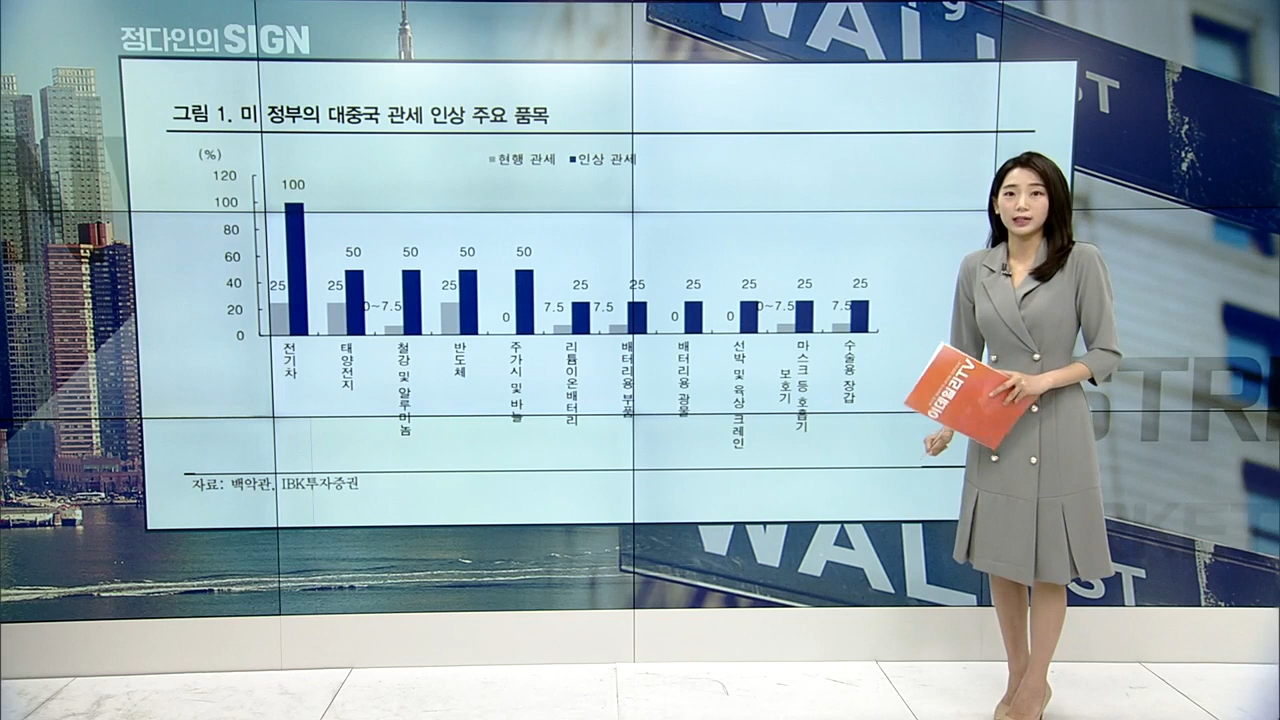 정다인의 SIGN
그림 1. 미 정부의 대중국 관세 인상 주요 품목
(%)
현행 관세 인상 관세
120
100
80
60
40
20
0
25 100
25 50
0~7.5 50
25 50
0 50
7.5 25
7.5 25
0 25
0 25
0~7.5 25
7.5 25
전기차
태양전지
철강 및 알루미늄
반도체
주가시 및 바늘
리튬이온배터리
배터리용 부품
배터리용 광물
선박 및 육상 크레인
마스크 등 호흡기
보호기
수술용 장갑
자료: 백악관, IBK투자증권
이데일리TV
WALL
ST
STRE
WALL
ST